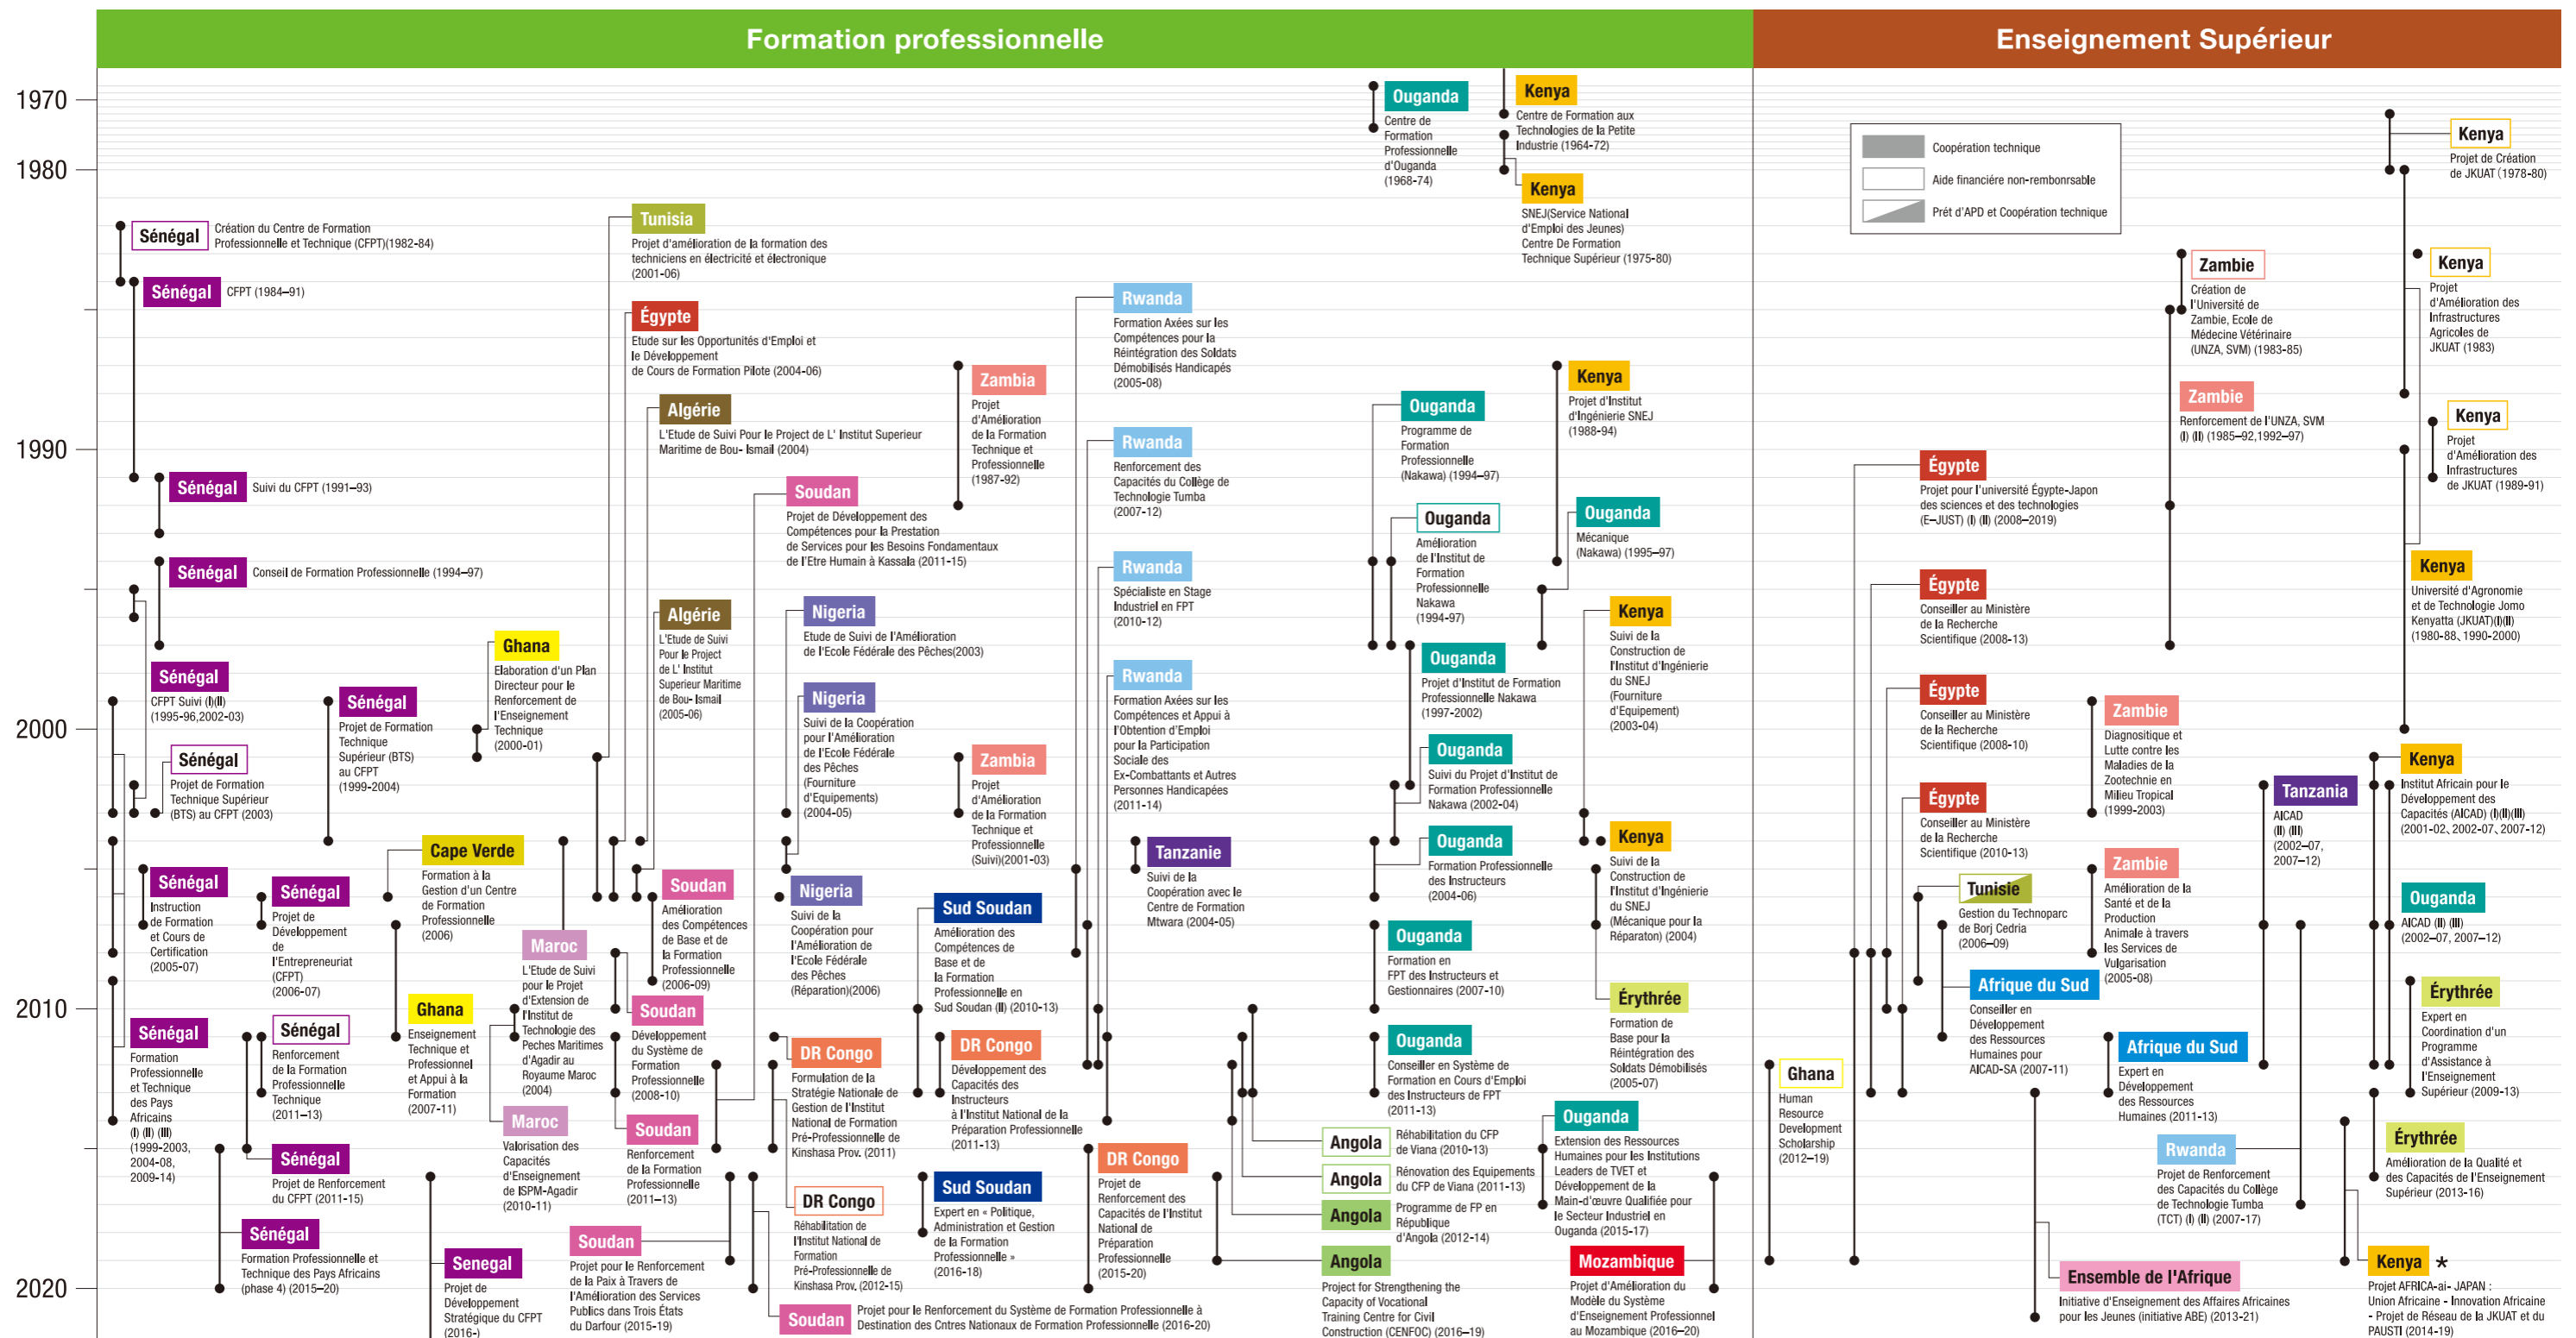 Formation professionnelle
Enseignement Supérieur
1970
1980
1990
2000
2010
2020
Sénégal
Création du Centre de Formation
Professionnelle et Technique (CFPT)(1982-84)
Sénégal
CFPT (1984–91)
Sénégal
Suivi du CFPT (1991–93)
Sénégal
Conseil de Formation Professionnelle (1994–97)
Sénégal
CFPT Suivi (I)(II)
(1995-96,2002-03)
Sénégal
Projet de Formation
Technique Supérieur
(BTS) au CFPT (2003)
Sénégal
Projet de Formation
Technique
Supérieur (BTS)
au CFPT
(1999-2004)
Sénégal
Instruction
de Formation
et Cours de
Certification
(2005-07)
Sénégal
Projet de
Développement
de
l'Entrepreneuriat
(CFPT)
(2006-07)
Sénégal
Formation
Professionnelle
et Technique
des Pays
Africains
(I) (II) (III)
(1999-2003,
2004-08,
2009-14)
Sénégal
Renforcement
de la Formation
Professionnelle
Technique
(2011–13)
Sénégal
Projet de Renforcement
du CFPT (2011-15)
Sénégal
Formation Professionnelle et
Technique des Pays Africains
(phase 4) (2015–20)
Senegal
Projet de
Développement
Stratégique du CFPT
(2016-)
Ghana
Elaboration d'un Plan
Directeur pour le
Renforcement de
l'Enseignement
Technique
(2000-01)
Cape Verde
Formation à la
Gestion d'un Centre
de Formation
Professionnelle
(2006)
Ghana
Enseignement
Technique et
Professionnel
et Appui à la
Formation
(2007-11)
Maroc
L'Etude de Suivi
pour le Projet
d'Extension de
l'Institut de
Technologie des
Peches Maritimes
d'Agadir au
Royaume Maroc
(2004)
Maroc
Valorisation des
Capacités
d'Enseignement
de ISPM-Agadir
(2010-11)
Tunisia
Projet d'amélioration de la formation des
techniciens en électricité et électronique
(2001-06)
Égypte
Etude sur les Opportunités d'Emploi et
le Développement
de Cours de Formation Pilote (2004-06)
Algérie
L'Etude de Suivi Pour le Project de L' Institut Superieur
Maritime de Bou- Ismail (2004)
Algérie
L'Etude de Suivi
Pour le Project
de L' Institut
Superieur Maritime
de Bou- Ismail
(2005-06)
Soudan
Projet de Développement des
Compétences pour la Prestation
de Services pour les Besoins Fondamentaux
de l'Etre Humain à Kassala (2011-15)
Soudan
Amélioration
des Compétences
de Base et de
la Formation
Professionnelle
(2006-09)
Soudan
Développement
du Système de
Formation
Professionnelle
(2008-10)
Soudan
Renforcement
de la Formation
Professionnelle
(2011–13)
Soudan
Projet pour le Renforcement
de la Paix à Travers de
l'Amélioration des Services
Publics dans Trois États
du Darfour (2015-19)
Soudan
Projet pour le Renforcement du Système de Formation Professionnelle à
Destination des Cntres Nationaux de Formation Professionnelle (2016-20)
Nigeria
Etude de Suivi de l'Amélioration
de l'Ecole Fédérale des Pêches(2003)
Nigeria
Suivi de la Coopération
pour l'Amélioration
de l'Ecole Fédérale
des Pêches
(Fourniture
d'Equipements)
(2004-05)
Nigeria
Suivi de la
Coopération pour
l'Amélioration de
l'Ecole Fédérale
des Pêches
(Réparation)(2006)
DR Congo
Formulation de la
Stratégie Nationale de
Gestion de l'Institut
National de Formation
Pré-Professionnelle de
Kinshasa Prov. (2011)
DR Congo
Réhabilitation de
l'Institut National de
Formation
Pré-Professionnelle de
Kinshasa Prov. (2012-15)
Zambia
Projet
d'Amélioration
de la Formation
Technique et
Professionnelle
(1987-92)
Zambia
Projet
d'Amélioration
de la Formation
Technique et
Professionnelle
(Suivi)(2001-03)
Sud Soudan
Amélioration des
Compétences de
Base et de
la Formation
Professionnelle en
Sud Soudan (II) (2010-13)
DR Congo
Développement des
Capacités des
Instructeurs
à l'Institut National de la
Préparation Professionnelle
(2011-13)
Sud Soudan
Expert en « Politique,
Administration et Gestion
de la Formation
Professionnelle »
(2016-18)
Rwanda
Formation Axées sur les
Compétences pour la
Réintégration des Soldats
Démobilisés Handicapés
(2005-08)
Rwanda
Renforcement des
Capacités du Collège de
Technologie Tumba
(2007-12)
Rwanda
Spécialiste en Stage
Industriel en FPT
(2010-12)
Rwanda
Formation Axées sur les
Compétences et Appui à
l'Obtention d'Emploi
pour la Participation
Sociale des
Ex-Combattants et Autres
Personnes Handicapées
(2011-14)
Tanzanie
Suivi de la
Coopération avec le
Centre de Formation
Mtwara (2004-05)
DR Congo
Projet de
Renforcement des
Capacités de l'Institut
National de
Préparation
Professionnelle
(2015-20)
Angola
Réhabilitation du CFP
de Viana (2010-13)
Angola
Rénovation des Equipements
du CFP de Viana (2011-13)
Angola
Programme de FP en
République
d'Angola (2012-14)
Angola
Project for Strengthening the
Capacity of Vocational
Training Centre for Civil
Construction (CENFOC) (2016–19)
Ouganda
Centre de
Formation
Professionnelle
d'Ouganda
(1968-74)
Kenya
Centre de Formation aux
Technologies de la Petite
Industrie (1964-72)
Kenya
SNEJ(Service National
d'Emploi des Jeunes)
Centre De Formation
Technique Supérieur (1975-80)
Ouganda
Programme de
Formation
Professionnelle
(Nakawa) (1994–97)
Kenya
Projet d'Institut
d'Ingénierie SNEJ
(1988-94)
Ouganda
Amélioration
de l'Institut de
Formation
Professionnelle
Nakawa
(1994-97)
Ouganda
Mécanique
(Nakawa) (1995–97)
Ouganda
Projet d'Institut de Formation
Professionnelle Nakawa
(1997-2002)
Kenya
Suivi de la
Construction de
l'Institut d'Ingénierie
du SNEJ
(Fourniture
d'Equipement)
(2003-04)
Ouganda
Suivi du Projet d'Institut de
Formation Professionnelle
Nakawa (2002-04)
Ouganda
Formation Professionnelle
des Instructeurs
(2004-06)
Kenya
Suivi de la
Construction de
l'Institut d'Ingénierie
du SNEJ
(Mécanique pour la
Réparaton) (2004)
Ouganda
Formation en
FPT des Instructeurs et
Gestionnaires (2007-10)
Érythrée
Formation de
Base pour la
Réintégration des
Soldats Démobilisés
(2005-07)
Ouganda
Conseiller en Système de
Formation en Cours d'Emploi
des Instructeurs de FPT
(2011-13)
Ouganda
Extension des Ressources
Humaines pour les Institutions
Leaders de TVET et
Développement de la
Main-d'œuvre Qualifiée pour
le Secteur Industriel en
Ouganda (2015-17)
Mozambique
Projet d'Amélioration du
Modèle du Système
d'Enseignement Professionnel
au Mozambique (2016–20)
Coopération technique
Aide financiére non-rembonrsable
Prét d'APD et Coopération technique
Kenya
Projet de Création
de JKUAT (1978-80)
Zambie
Création de
l'Université de
Zambie, Ecole de
Médecine Vétérinaire
(UNZA, SVM) (1983-85)
Kenya
Projet
d'Amélioration des
Infrastructures
Agricoles de
JKUAT (1983)
Zambie
Renforcement de l'UNZA, SVM
(I) (II) (1985–92,1992–97)
Kenya
Projet
d'Amélioration des
Infrastructures
de JKUAT (1989-91)
Égypte
Projet pour l'université Égypte-Japon
des sciences et des technologies
(E–JUST) (I) (II) (2008–2019)
Égypte
Conseiller au Ministère
de la Recherche
Scientifique (2008-13)
Kenya
Université d'Agronomie
et de Technologie Jomo
Kenyatta (JKUAT)(I)(II)
(1980-88、1990-2000)
Égypte
Conseiller au Ministère
de la Recherche
Scientifique (2008-10)
Zambie
Diagnositique et
Lutte contre les
Maladies de la
Zootechnie en
Milieu Tropical
(1999-2003)
Égypte
Conseiller au Ministère
de la Recherche
Scientifique (2010-13)
Tanzania
AICAD
(II) (III)
(2002–07,
2007–12)
Kenya
Institut Africain pour le
Développement des
Capacités (AICAD) (I)(II)(III)
(2001-02、2002-07、2007-12)
Tunisie
Gestion du Technoparc
de Borj Cedria
(2006–09)
Zambie
Amélioration de la
Santé et de la
Production
Animale à travers
les Services de
Vulgarisation
(2005-08)
Ouganda
AICAD (II) (III)
(2002–07, 2007–12)
Afrique du Sud
Conseiller en
Développement
des Ressources
Humaines pour
AICAD-SA (2007-11)
Afrique du Sud
Expert en
Développement
des Ressources
Humaines (2011-13)
Érythrée
Expert en
Coordination d'un
Programme
d'Assistance à
l'Enseignement
Supérieur (2009-13)
Ghana
Human
Resource
Development
Scholarship
(2012–19)
Rwanda
Projet de Renforcement
des Capacités du Collège
de Technologie Tumba
(TCT) (I) (II) (2007-17)
Érythrée
Amélioration de la Qualité et
des Capacités de l'Enseignement
Supérieur (2013-16)
Ensemble de l'Afrique
Initiative d'Enseignement des Affaires Africaines
pour les Jeunes (initiative ABE) (2013-21)
Kenya *
Projet AFRICA-ai- JAPAN :
Union Africaine - Innovation Africaine
- Projet de Réseau de la JKUAT et du
PAUSTI (2014-19)